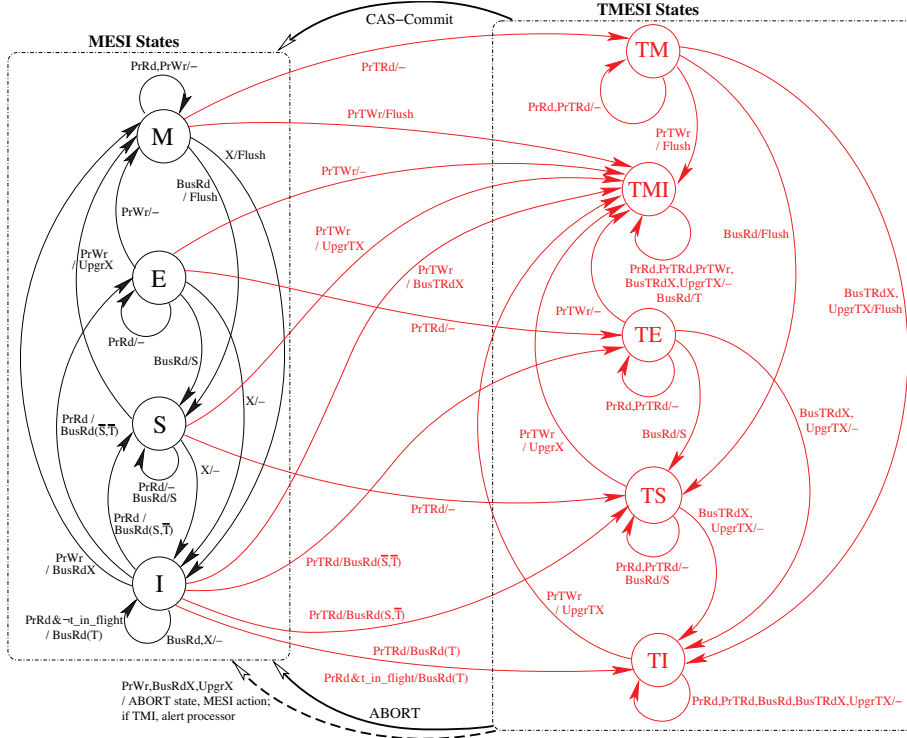 CAS−Commit
TMESI States
MESI States
PrRd,PrWr/−
M
PrTRd/−
TM
PrRd,PrTRd/−
PrTWr/Flush
X/Flush
PrTWr
/ Flush
BusRd
/ Flush
PrTWr/−
TMI
PrWr/−
PrTWr
/ UpgrTX
BusRd/Flush
PrWr
/ UpgrX
E
PrTWr
/ BusTRdX
PrRd,PrTRd,PrTWr,
BusTRdX,UpgrTX/−
BusRd/T
BusTRdX,
UpgrTX/Flush
PrRd/−
PrTRd/−
PrTWr/−
TE
BusRd/S
PrRd,PrTRd/−
X/−
PrRd /
BusRd(S̅,T̅)
S
BusRd/S
BusTRdX,
UpgrTX/−
PrTWr
/ UpgrX
X/−
PrRd/−
BusRd/S
PrTRd/−
TS
PrRd /
BusRd(S,T̅)
BusTRdX,
UpgrTX/−
PrWr
/ BusRdX
PrTRd/BusRd(S̅,T̅)
PrRd,PrTRd/−
BusRd/S
I
PrTWr
/ UpgrTX
PrRd&¬t_in_flight
/ BusRd(T)
BusRd,X/−
PrTRd/BusRd(S,T̅)
PrTRd/BusRd(T)
PrRd&t_in_flight/BusRd(T)
TI
PrRd,PrTRd,BusRd,BusTRdX,UpgrTX/−
PrWr,BusRdX,UpgrX
/ ABORT state, MESI action;
if TMI, alert processor
ABORT